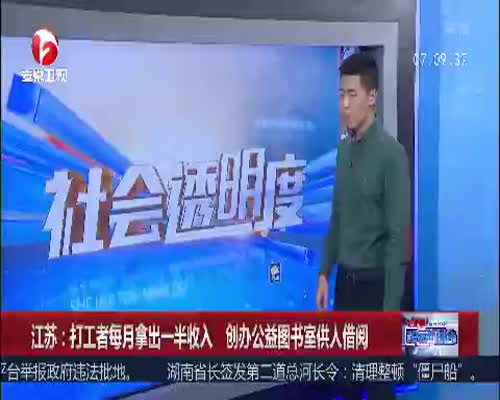 安徽卫视
07:09:37
社会透明度
江苏：打工者每月拿出一半收入 创办公益图书室供人借阅
平台举报政府违法批地。 湖南省长签发第二道总河长令：清理整顿“僵尸船”。